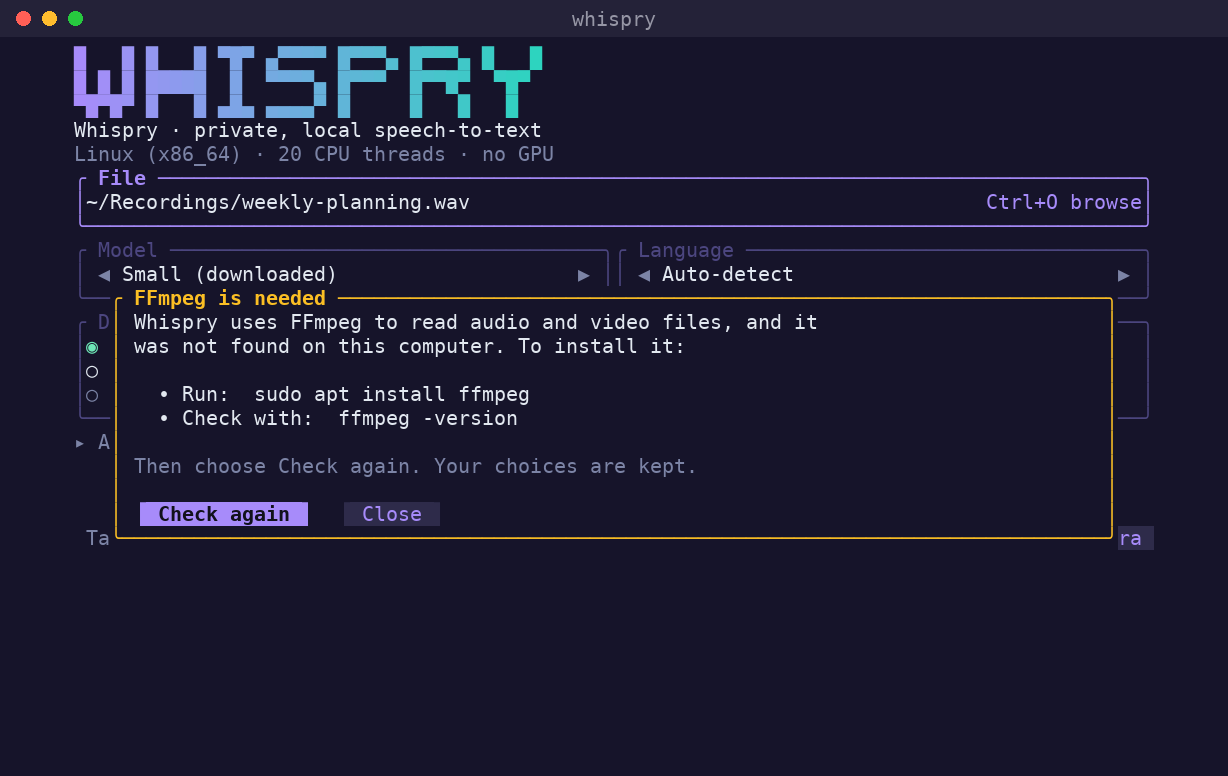 whispry
WHISPRY
Whispry · private, local speech-to-text
Linux (x86_64) · 20 CPU threads · no GPU
File
~/Recordings/weekly-planning.wav Ctrl+O browse
Model Language
◀ Small (downloaded) ▶ ◀ Auto-detect ▶
FFmpeg is needed
D
Whispry uses FFmpeg to read audio and video files, and it
was not found on this computer. To install it:
• Run: sudo apt install ffmpeg
• Check with: ffmpeg -version
▸ A
Then choose Check again. Your choices are kept.
Check again Close
Ta ra